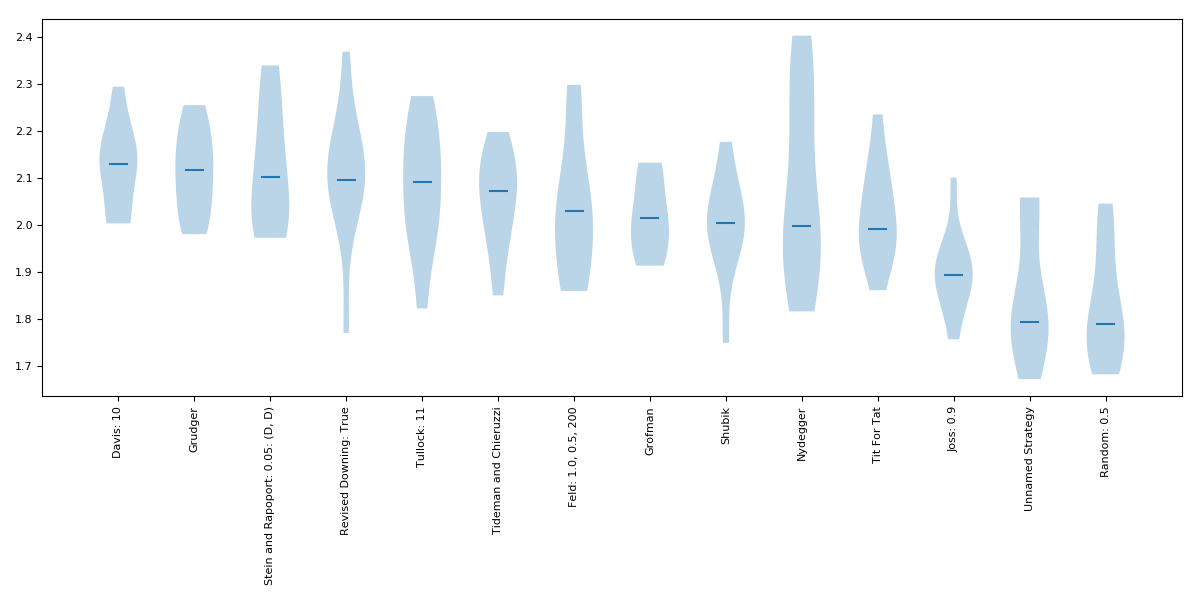 2.4
2.3
2.2
2.1
2.0
1.9
1.8
1.7
Davis: 10
Grudger
Stein and Rapoport: 0.05: (D, D)
Revised Downing: True
Tullock: 11
Tideman and Chieruzzi
Feld: 1.0, 0.5, 200
Grofman
Shubik
Nydegger
Tit For Tat
Joss: 0.9
Unnamed Strategy
Random: 0.5